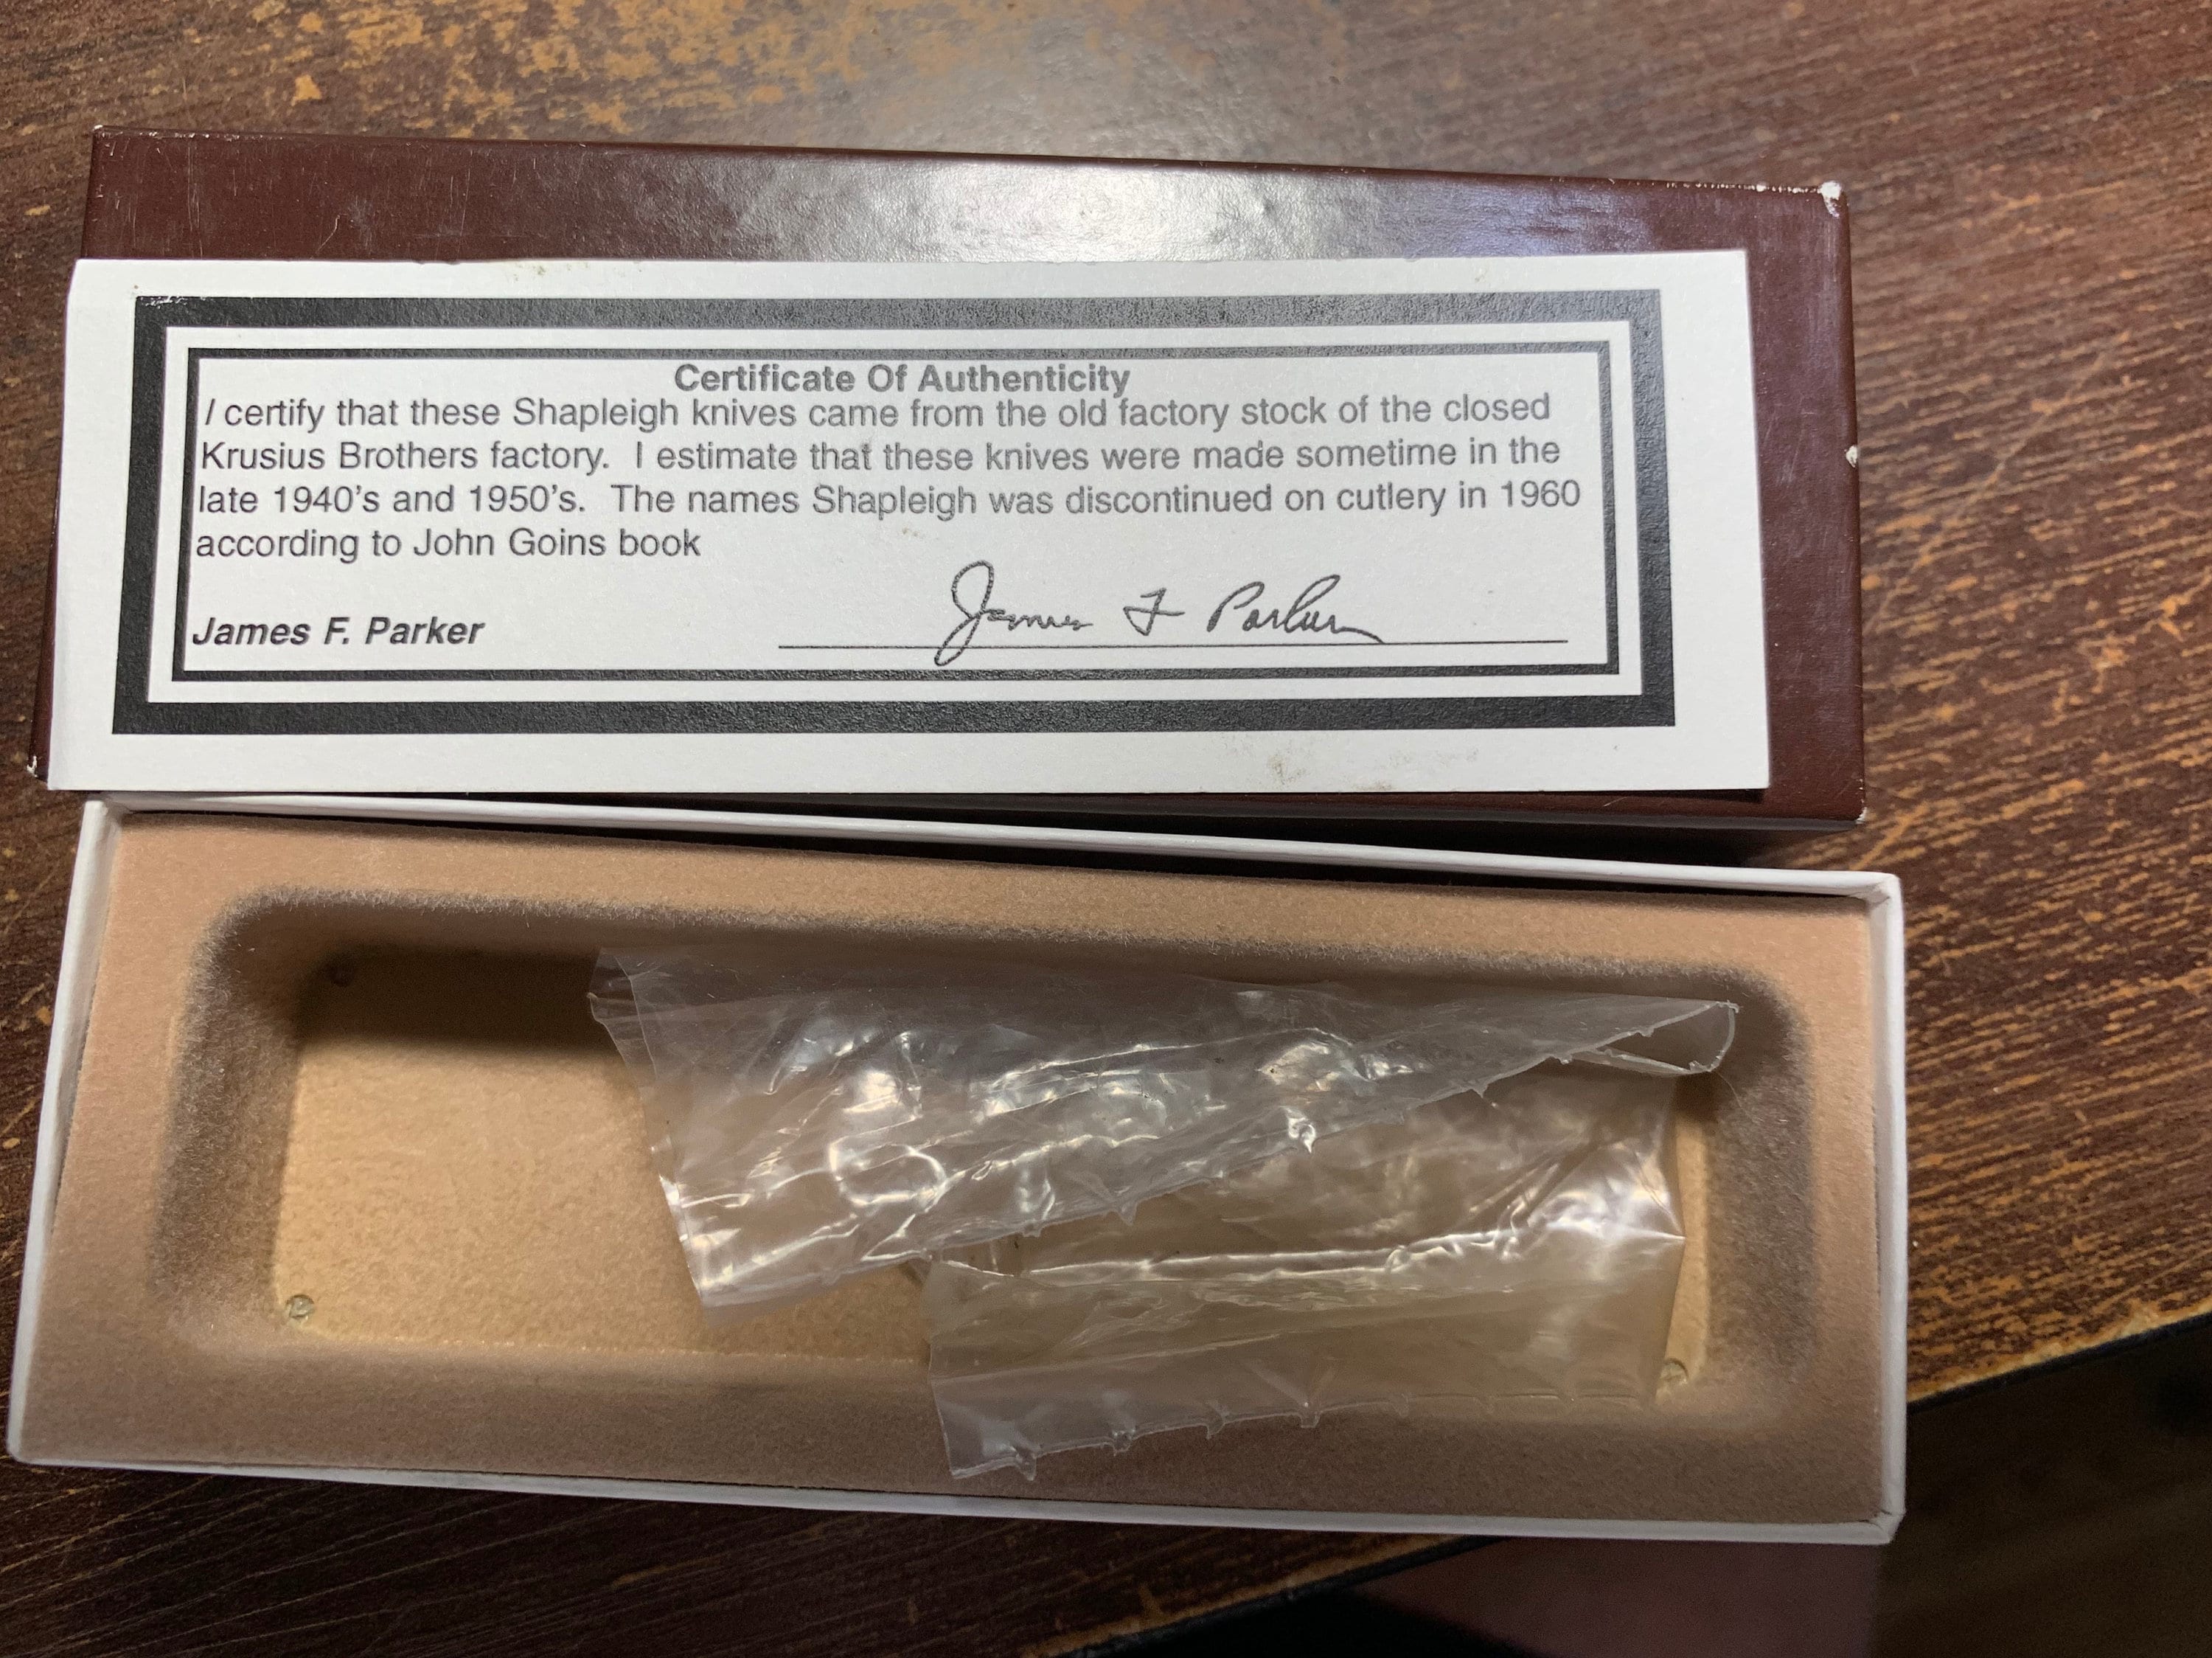 Certificate Of Authenticity
I certify that these Shapleigh knives came from the old factory stock of the closed
Krusius Brothers factory. I estimate that these knives were made sometime in the
late 1940's and 1950's. The names Shapleigh was discontinued on cutlery in 1960
according to John Goins book
James F. Parker James F Parker